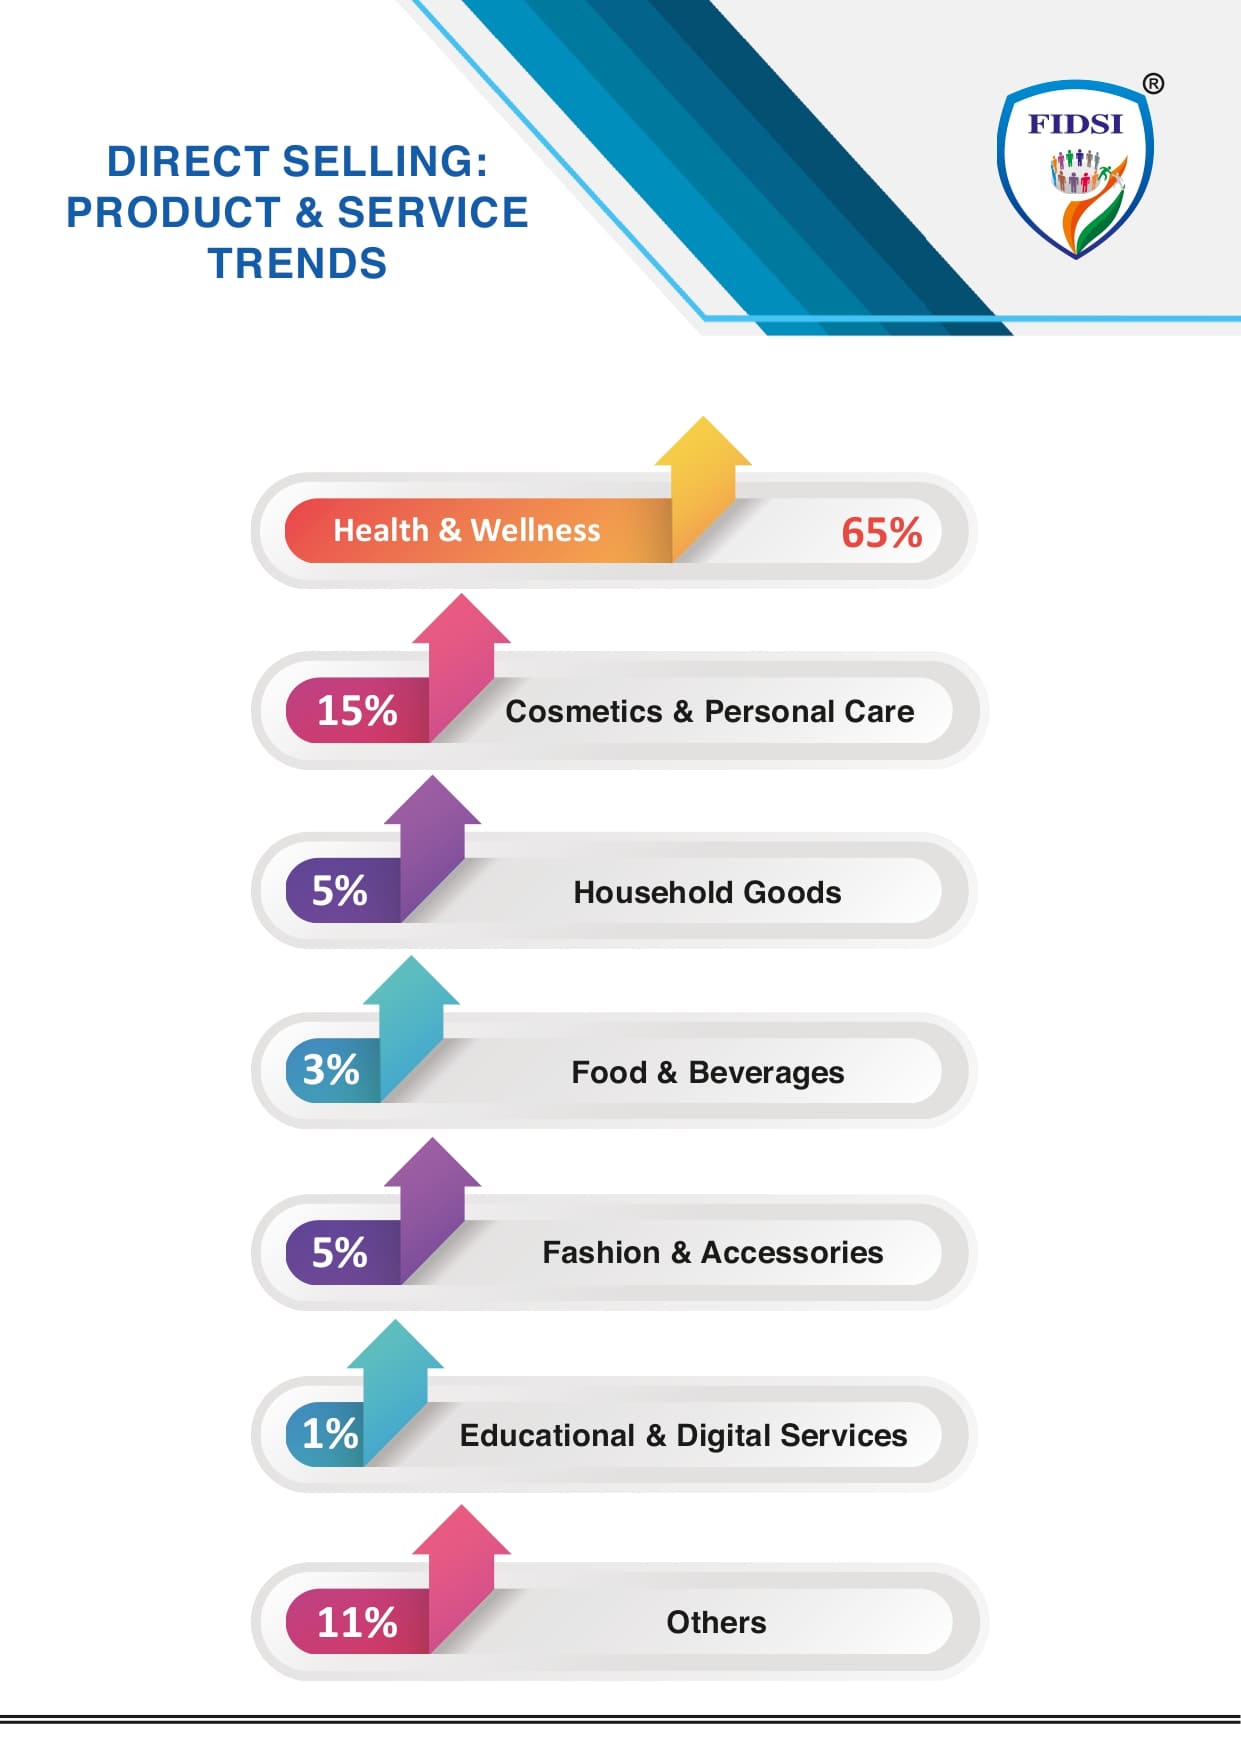 DIRECT SELLING:
PRODUCT & SERVICE
TRENDS
®
FIDSI
Health & Wellness 65%
15% Cosmetics & Personal Care
5% Household Goods
3% Food & Beverages
5% Fashion & Accessories
1% Educational & Digital Services
11% Others